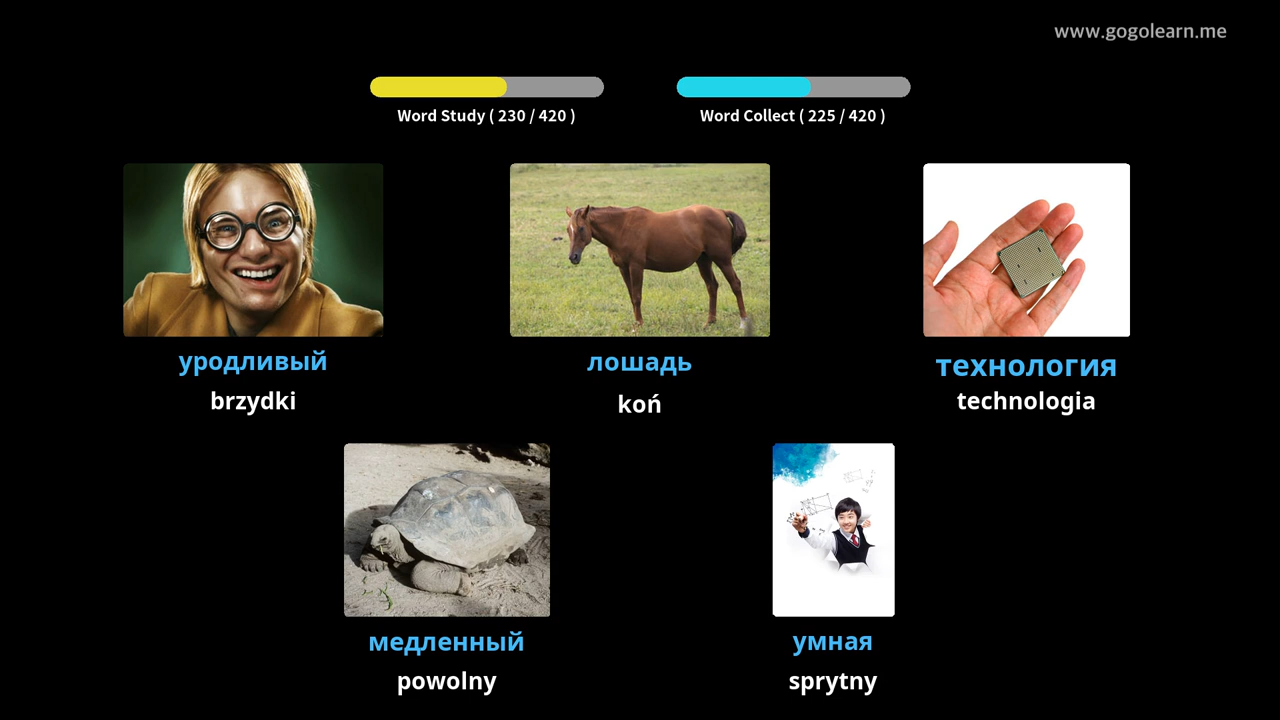 www.gogolearn.me
Word Study ( 230 / 420 )
Word Collect ( 225 / 420 )
уродливый
лошадь
технология
brzydki
koń
technologia
медленный
умная
powolny
sprytny